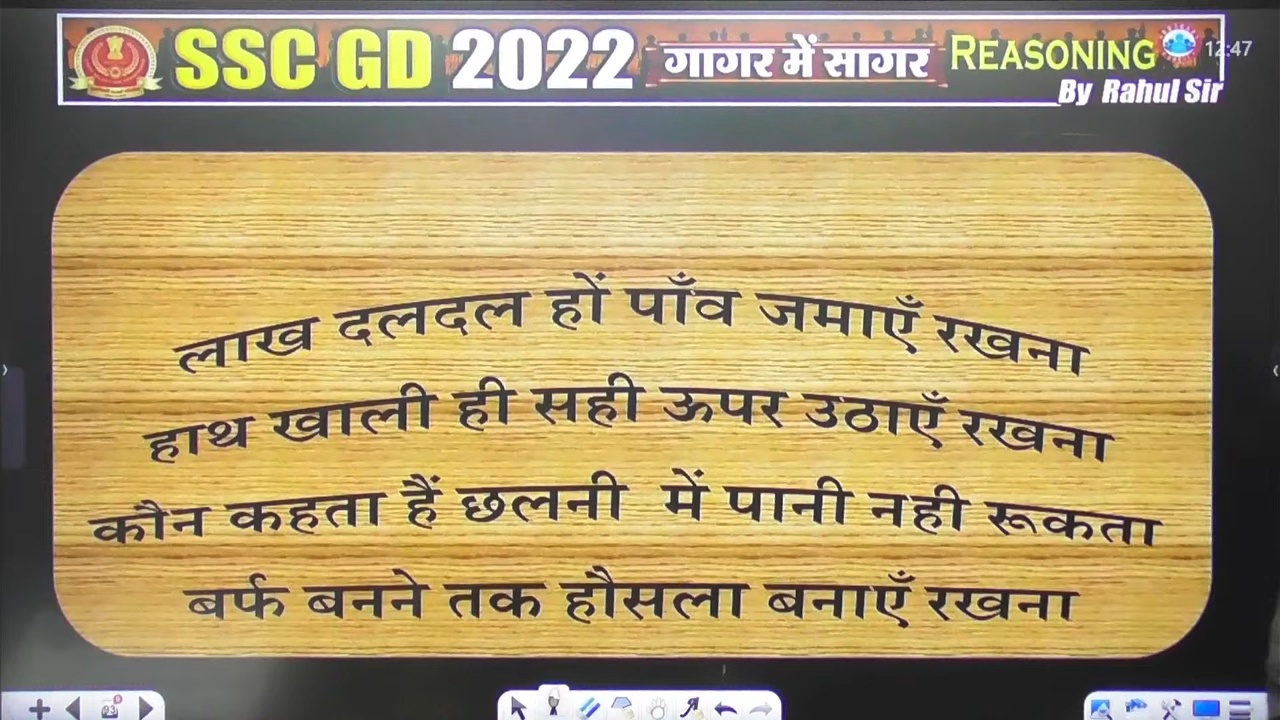 SSC GD 2022 गागर में सागर REASONING 12:47
By Rahul Sir
लाख दलदल हों पाँव जमाएँ रखना
हाथ खाली ही सही ऊपर उठाएँ रखना
कौन कहता हैं छलनी में पानी नही रूकता
बर्फ बनने तक हौसला बनाएँ रखना